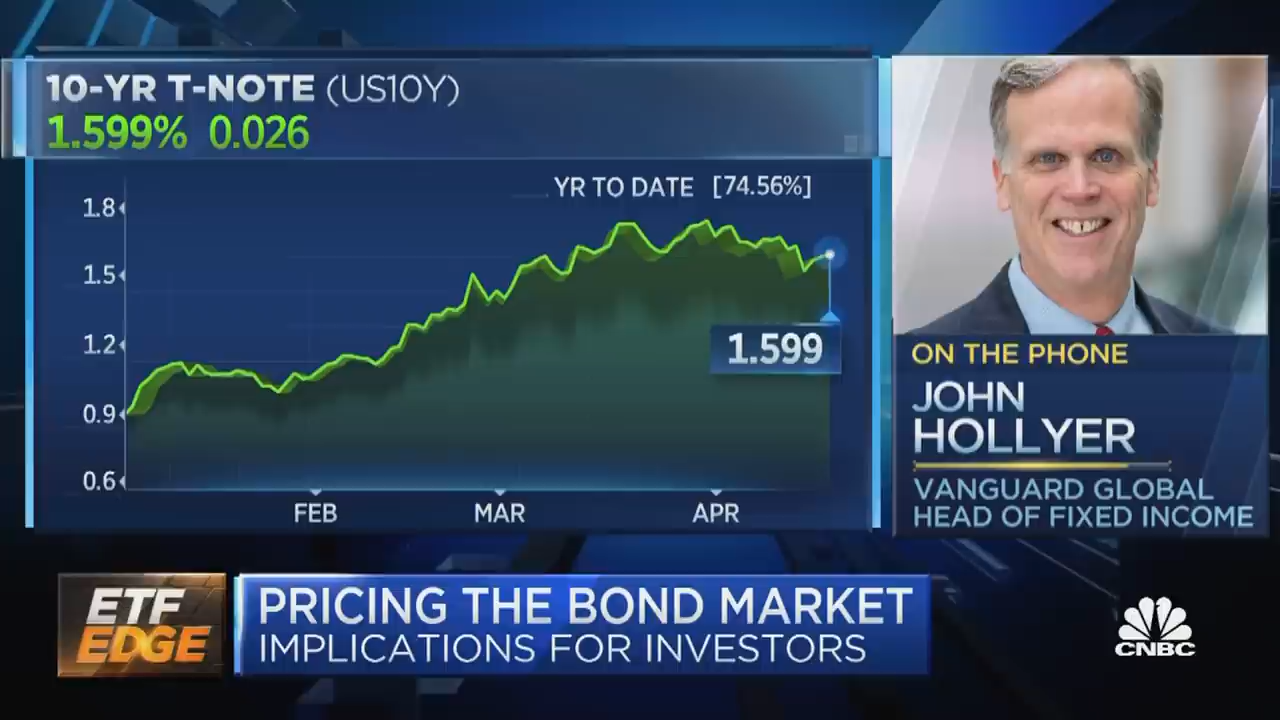 10-YR T-NOTE (US10Y)
1.599% 0.026
YR TO DATE [74.56%]
1.8
1.5
1.2
0.9
0.6
1.599
FEB MAR APR
ON THE PHONE
JOHN
HOLLYER
VANGUARD GLOBAL
HEAD OF FIXED INCOME
ETF
EDGE
PRICING THE BOND MARKET
IMPLICATIONS FOR INVESTORS
CNBC